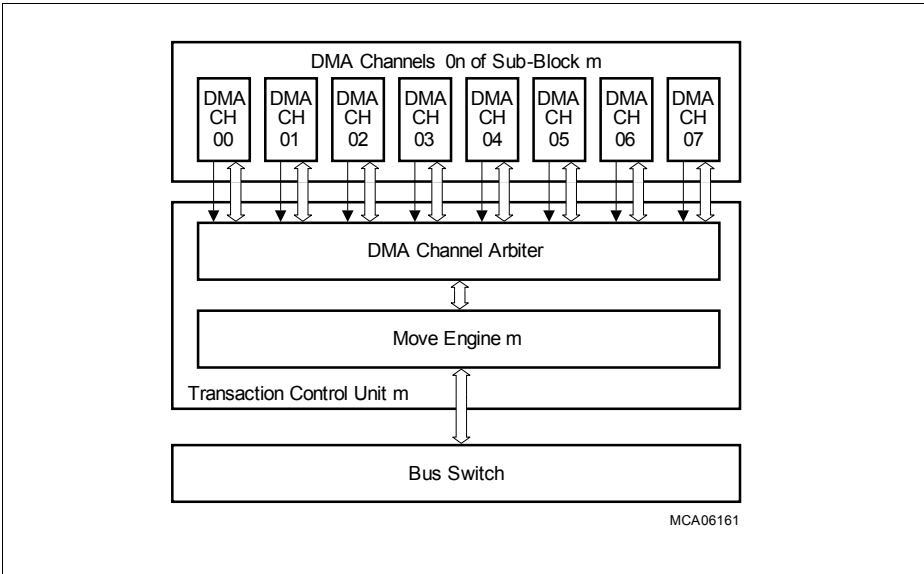 DMA Channels 0n of Sub-Block m
DMA CH 00
DMA CH 01
DMA CH 02
DMA CH 03
DMA CH 04
DMA CH 05
DMA CH 06
DMA CH 07
DMA Channel Arbiter
Move Engine m
Transaction Control Unit m
Bus Switch
MCA06161